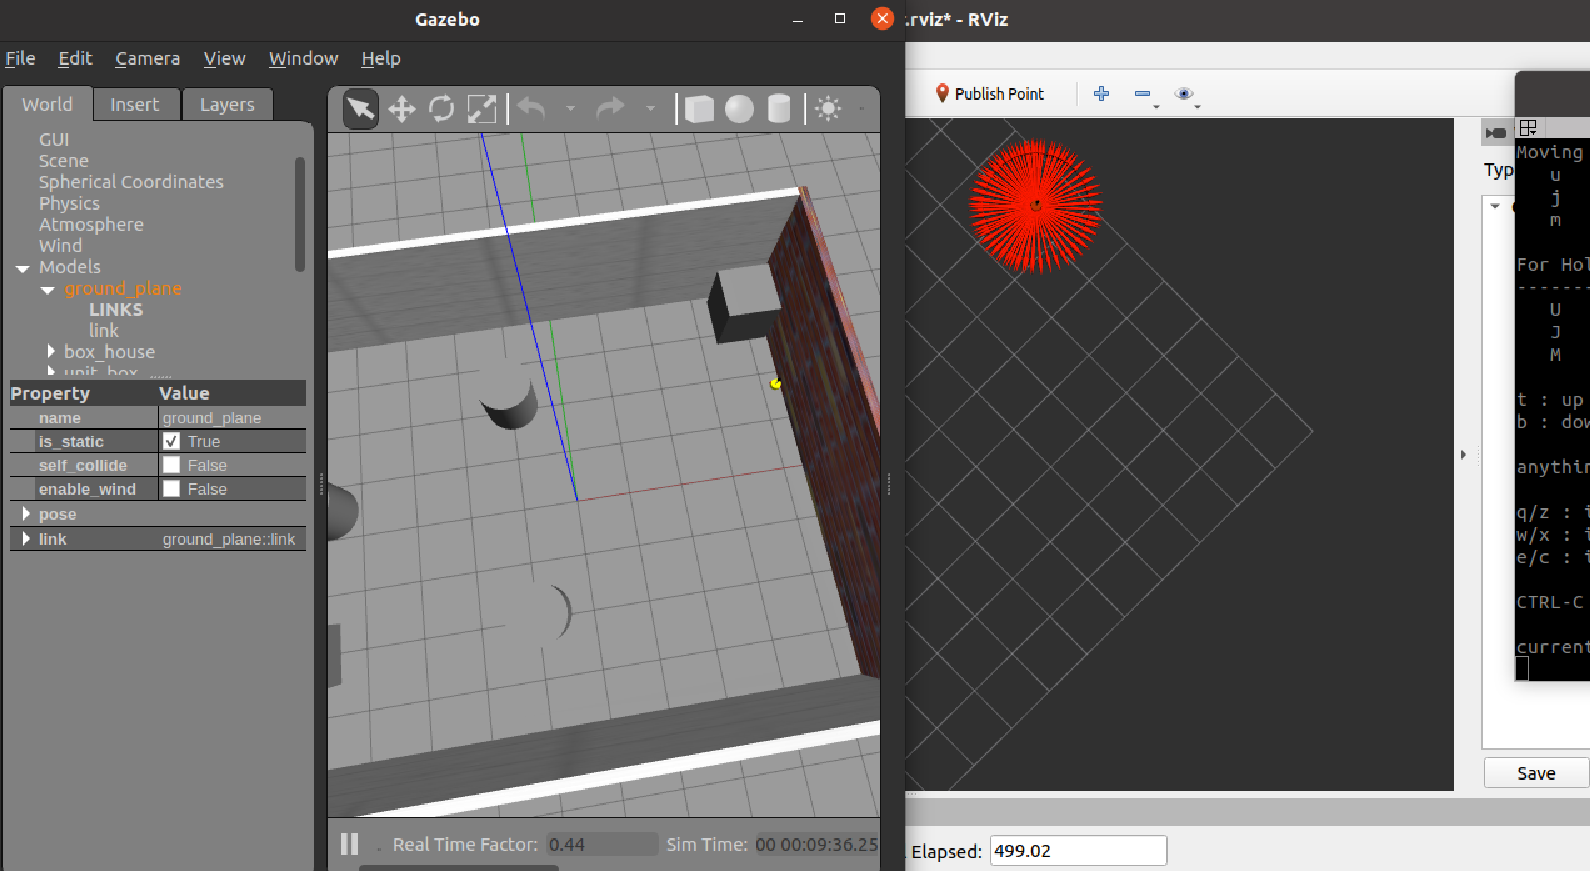 Gazebo
.rviz* - RViz
File Edit Camera View Window Help
World Insert Layers
Publish Point
GUI
Scene
Spherical Coordinates
Physics
Atmosphere
Wind
Models
ground_plane
LINKS
link
box_house
unit_box
Property Value
name ground_plane
is_static True
self_collide False
enable_wind False
pose
link ground_plane::link
Real Time Factor: 0.44 Sim Time: 00 00:09:36.25
Elapsed: 499.02
Typ
Save
Moving
u
j
m
For Hol
-------
U
J
M
t : up
b : dow
anythin
q/z : i
w/x : i
e/c : i
CTRL-C
current